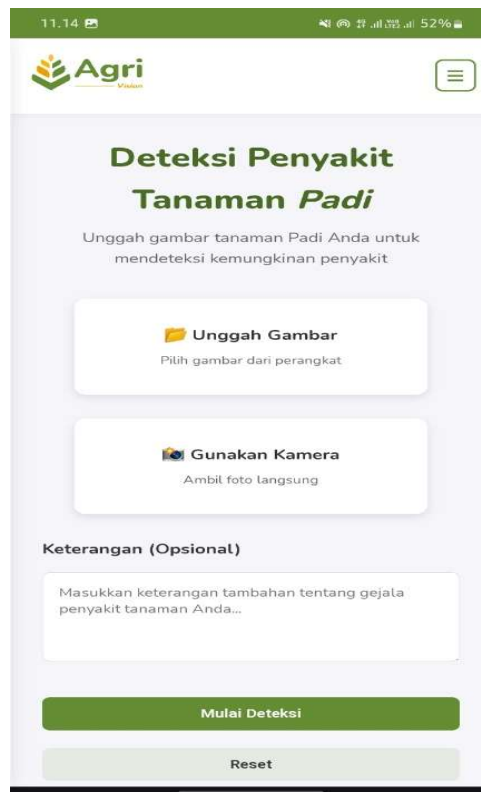 11.14
52%
Agri
Vision
Deteksi Penyakit
Tanaman Padi
Unggah gambar tanaman Padi Anda untuk
mendeteksi kemungkinan penyakit
Unggah Gambar
Pilih gambar dari perangkat
Gunakan Kamera
Ambil foto langsung
Keterangan (Opsional)
Masukkan keterangan tambahan tentang gejala
penyakit tanaman Anda...
Mulai Deteksi
Reset